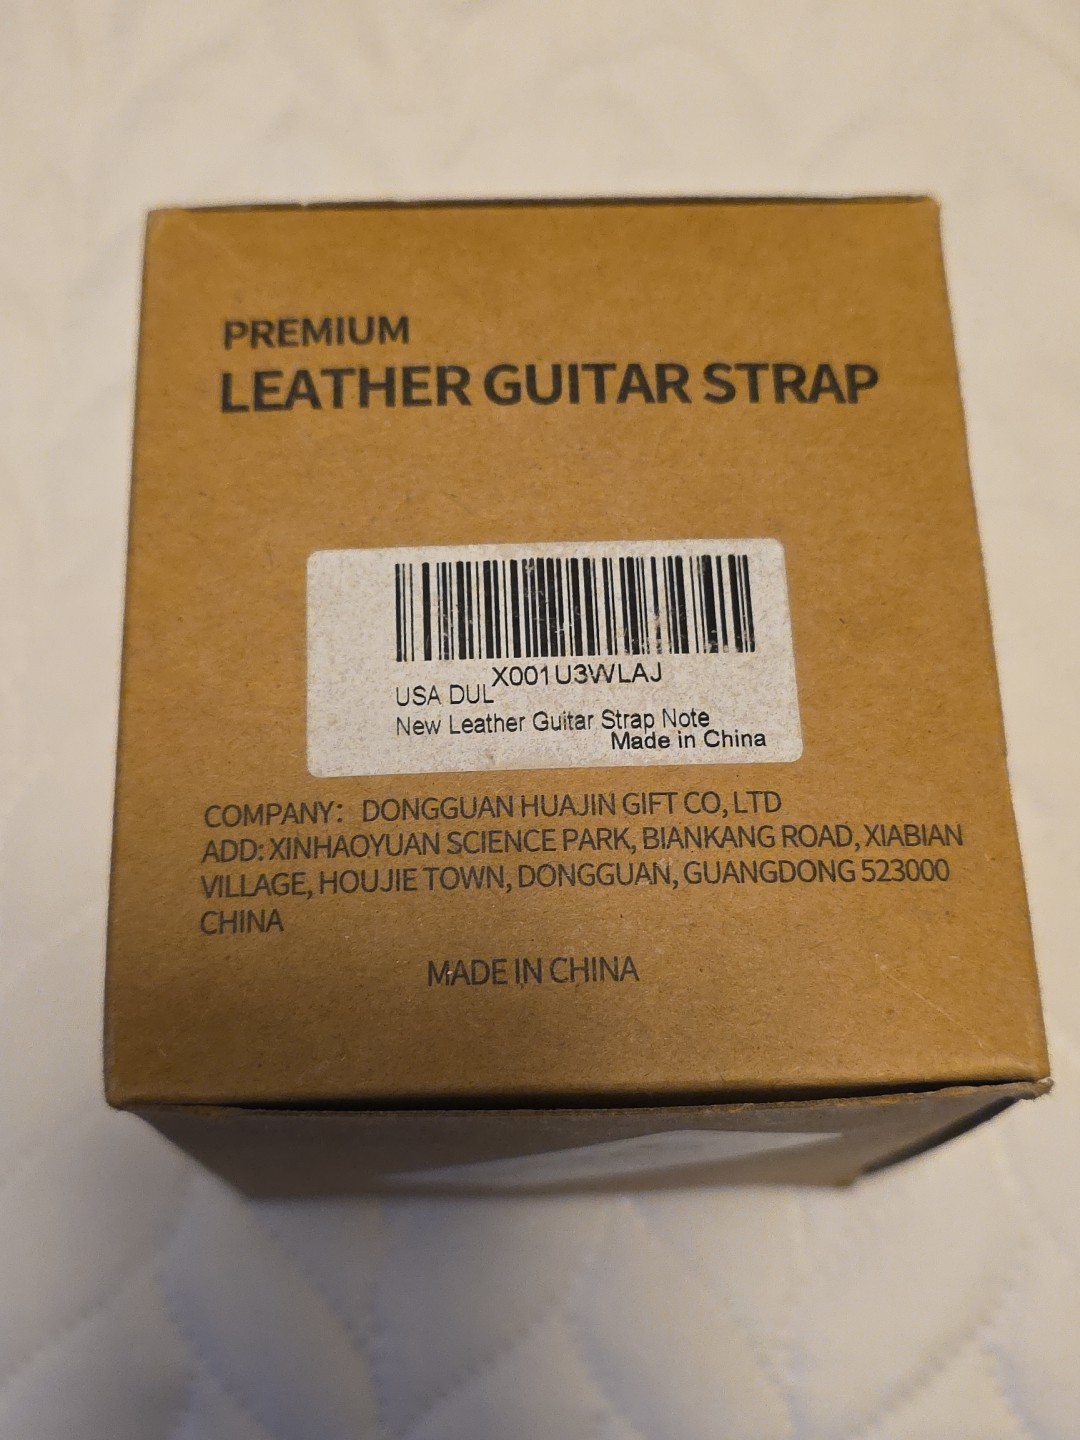 PREMIUM
LEATHER GUITAR STRAP
X001U3WLAJ
USA DUL
New Leather Guitar Strap Note
Made in China
COMPANY: DONGGUAN HUAJIN GIFT CO, LTD
ADD: XINHAOYUAN SCIENCE PARK, BIANKANG ROAD, XIABIAN
VILLAGE, HOUJIE TOWN, DONGGUAN, GUANGDONG 523000
CHINA
MADE IN CHINA